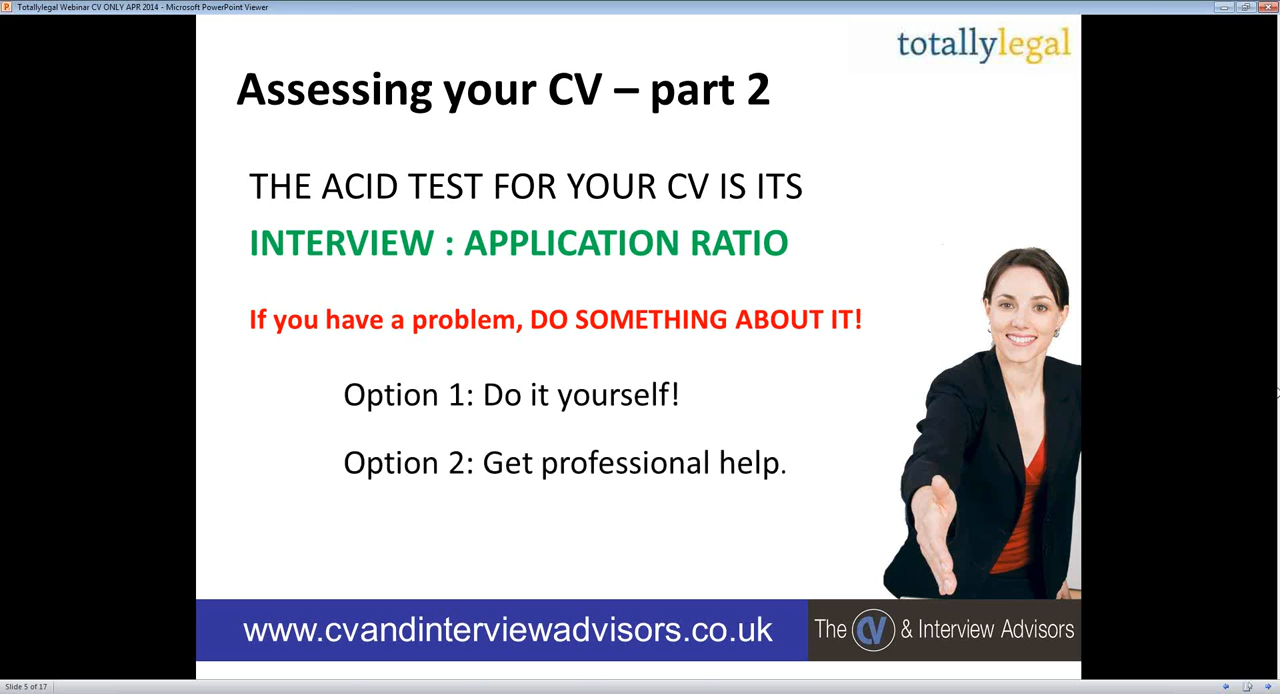 Totallylegal Webinar CV ONLY APR 2014 - Microsoft PowerPoint Viewer
totallylegal
Assessing your CV – part 2
THE ACID TEST FOR YOUR CV IS ITS
INTERVIEW : APPLICATION RATIO
If you have a problem, DO SOMETHING ABOUT IT!
Option 1: Do it yourself!
Option 2: Get professional help.
www.cvandinterviewadvisors.co.uk
The CV & Interview Advisors
Slide 5 of 17